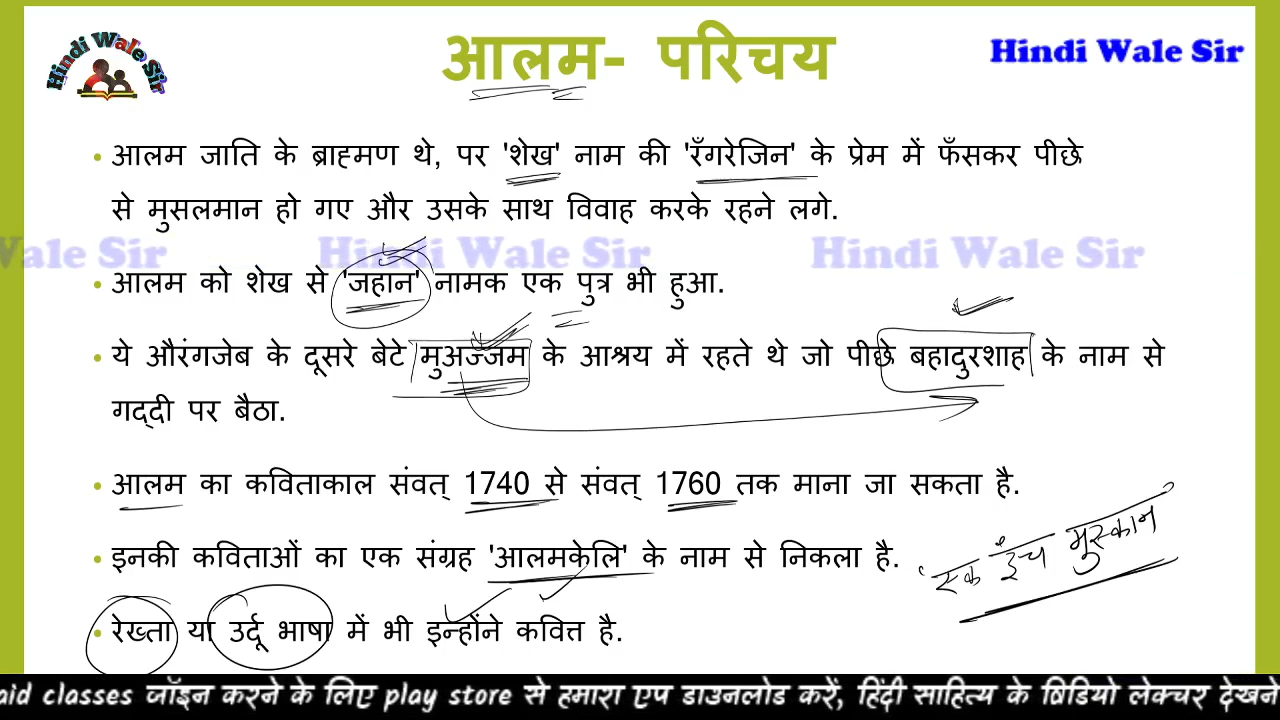 Hindi Wale Sir
आलम- परिचय
Hindi Wale Sir
• आलम जाति के ब्राह्मण थे, पर 'शेख' नाम की 'रँगरेजिन' के प्रेम में फँसकर पीछे
से मुसलमान हो गए और उसके साथ विवाह करके रहने लगे.
Wale Sir Hindi Wale Sir Hindi Wale Sir
• आलम को शेख से 'जहान' नामक एक पुत्र भी हुआ.
• ये औरंगजेब के दूसरे बेटे मुअज्जम के आश्रय में रहते थे जो पीछे बहादुरशाह के नाम से
गद्दी पर बैठा.
• आलम का कविताकाल संवत् 1740 से संवत् 1760 तक माना जा सकता है.
• इनकी कविताओं का एक संग्रह 'आलमकेलि' के नाम से निकला है.
एक इंच मुस्कान
• रेख्ता या उर्दू भाषा में भी इन्होंने कवित्त है.
aid classes जॉइन करने के लिए play store से हमारा एप डाउनलोड करें, हिंदी साहित्य के विडियो लेक्चर देखने